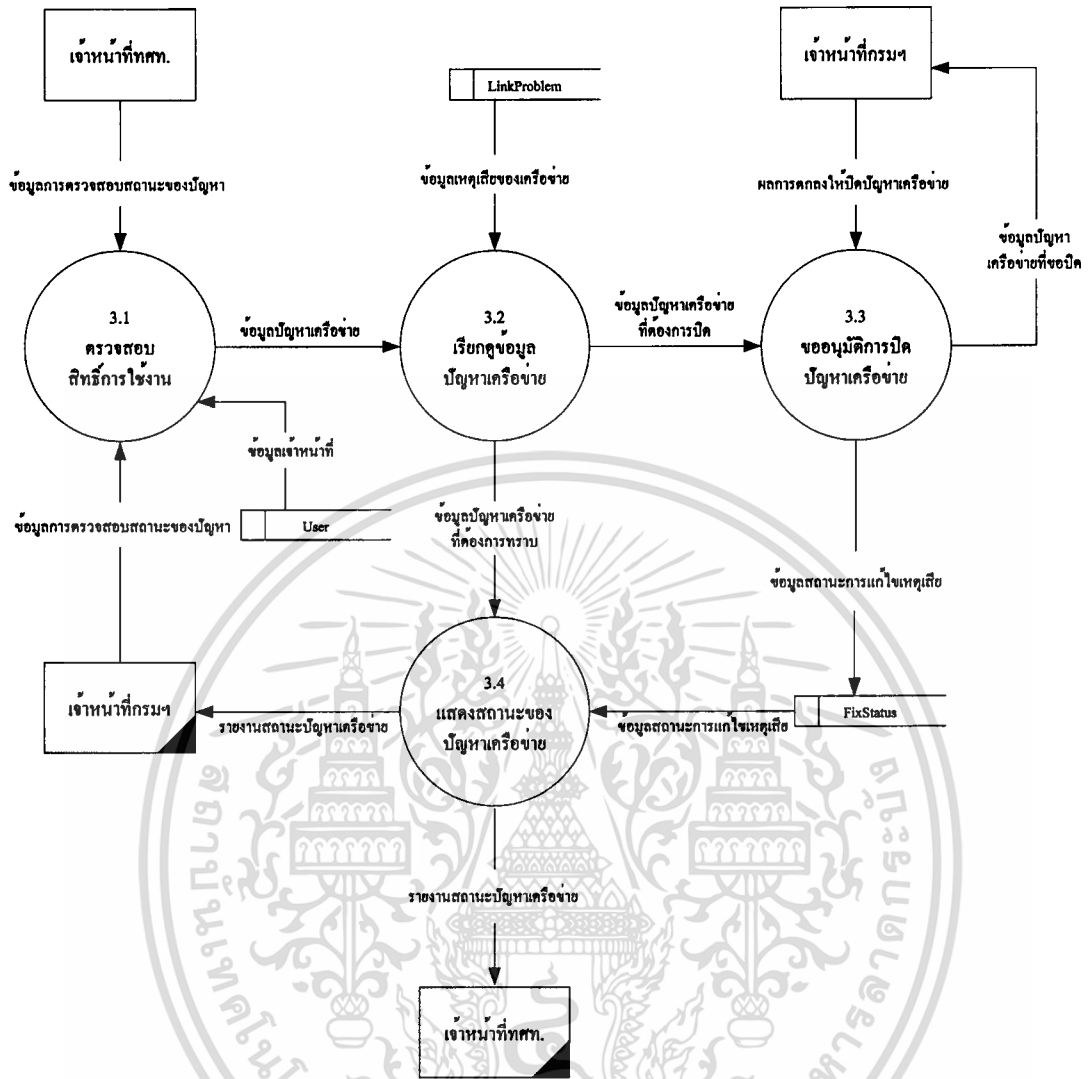 เจ้าหน้าที่ทศท.
LinkProblem
เจ้าหน้าที่กรมฯ
ข้อมูลการตรวจสอบสถานะของปัญหา
ข้อมูลเหตุเสียของเครือข่าย
ผลการตกลงให้ปิดปัญหาเครือข่าย
ข้อมูลปัญหา
เครือข่ายที่ขอปิด
3.1
ตรวจสอบ
สิทธิ์การใช้งาน
ข้อมูลปัญหาเครือข่าย
3.2
เรียกดูข้อมูล
ปัญหาเครือข่าย
ข้อมูลปัญหาเครือข่าย
ที่ต้องการปิด
3.3
ขออนุมัติการปิด
ปัญหาเครือข่าย
ข้อมูลเจ้าหน้าที่
User
ข้อมูลการตรวจสอบสถานะของปัญหา
ข้อมูลปัญหาเครือข่าย
ที่ต้องการทราบ
ข้อมูลสถานะการแก้ไขเหตุเสีย
เจ้าหน้าที่กรมฯ
รายงานสถานะปัญหาเครือข่าย
3.4
แสดงสถานะของ
ปัญหาเครือข่าย
ข้อมูลสถานะการแก้ไขเหตุเสีย
FixStatus
รายงานสถานะปัญหาเครือข่าย
เจ้าหน้าที่ทศท.